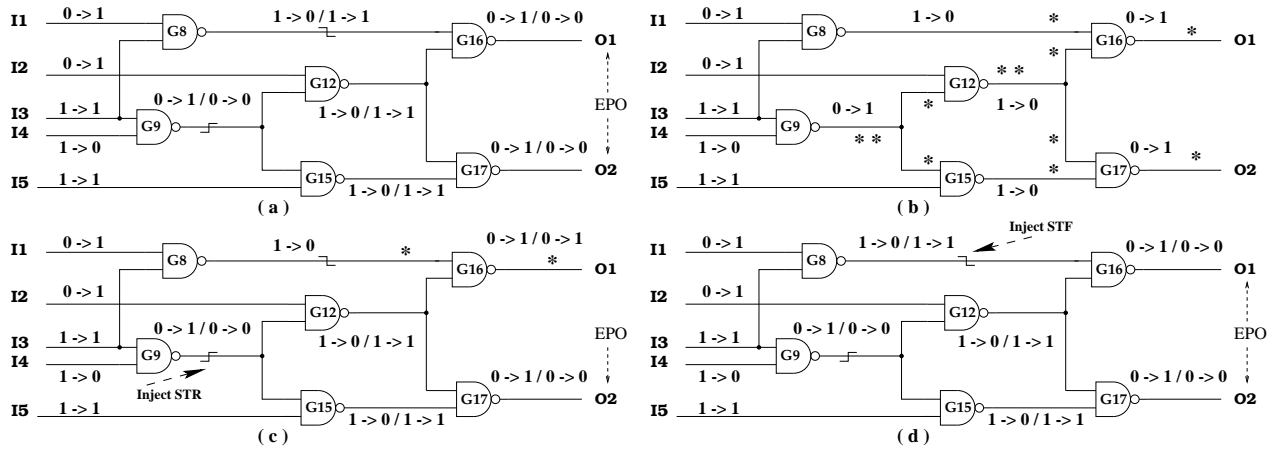 I1
0 -> 1
G8
1 -> 0 / 1 -> 1
G16
0 -> 1 / 0 -> 0
O1
I2
0 -> 1
G12
EPO
I3
1 -> 1
0 -> 1 / 0 -> 0
1 -> 0 / 1 -> 1
I4
G9
1 -> 0
G15
G17
0 -> 1 / 0 -> 0
O2
I5
1 -> 1
1 -> 0 / 1 -> 1
( a )
I1
0 -> 1
G8
1 -> 0
*
G16
0 -> 1
*
O1
I2
0 -> 1
G12
* *
*
I3
1 -> 1
0 -> 1
*
1 -> 0
I4
G9
* *
1 -> 0
*
G15
*
*
G17
0 -> 1
*
O2
I5
1 -> 1
1 -> 0
( b )
I1
0 -> 1
G8
1 -> 0
*
G16
0 -> 1 / 0 -> 1
*
O1
I2
0 -> 1
G12
EPO
I3
1 -> 1
0 -> 1 / 0 -> 0
1 -> 0 / 1 -> 1
I4
G9
1 -> 0
Inject STR
G15
G17
0 -> 1 / 0 -> 0
O2
I5
1 -> 1
1 -> 0 / 1 -> 1
( c )
Inject STF
I1
0 -> 1
G8
1 -> 0 / 1 -> 1
G16
0 -> 1 / 0 -> 0
O1
I2
0 -> 1
G12
EPO
I3
1 -> 1
0 -> 1 / 0 -> 0
1 -> 0 / 1 -> 1
I4
G9
1 -> 0
G15
G17
0 -> 1 / 0 -> 0
O2
I5
1 -> 1
1 -> 0 / 1 -> 1
( d )